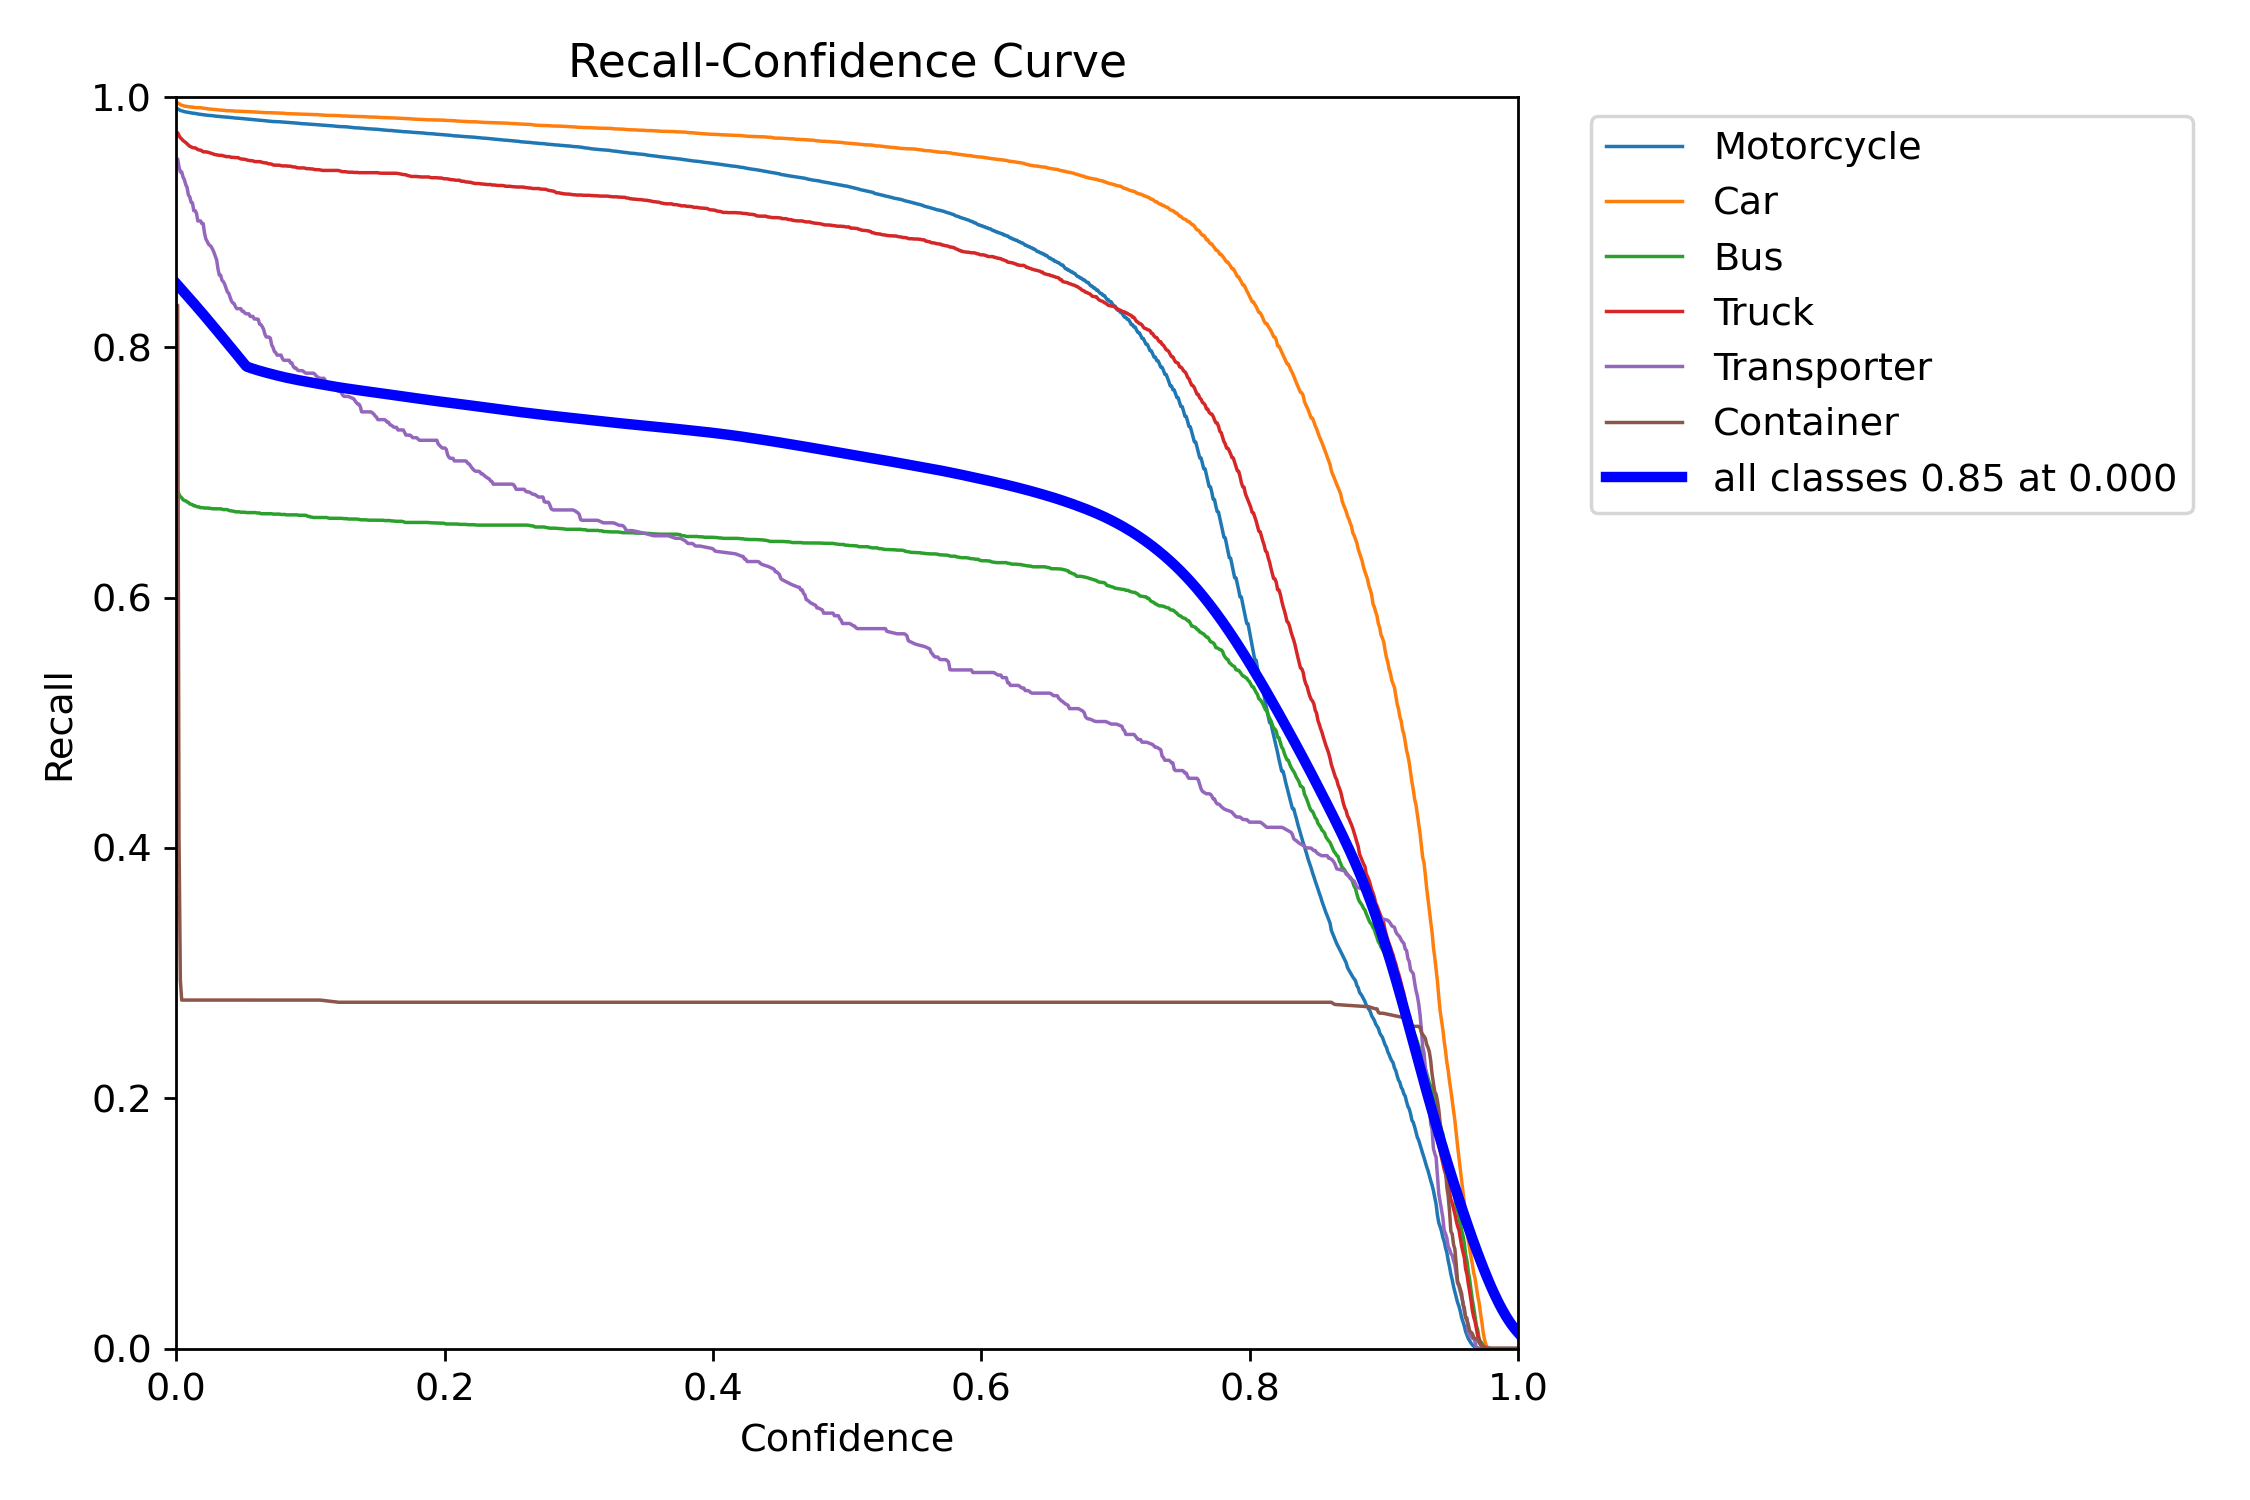 Recall-Confidence Curve
1.0
0.8
0.6
0.4
0.2
0.0
Recall
0.0 0.2 0.4 0.6 0.8 1.0
Confidence
Motorcycle
Car
Bus
Truck
Transporter
Container
all classes 0.85 at 0.000